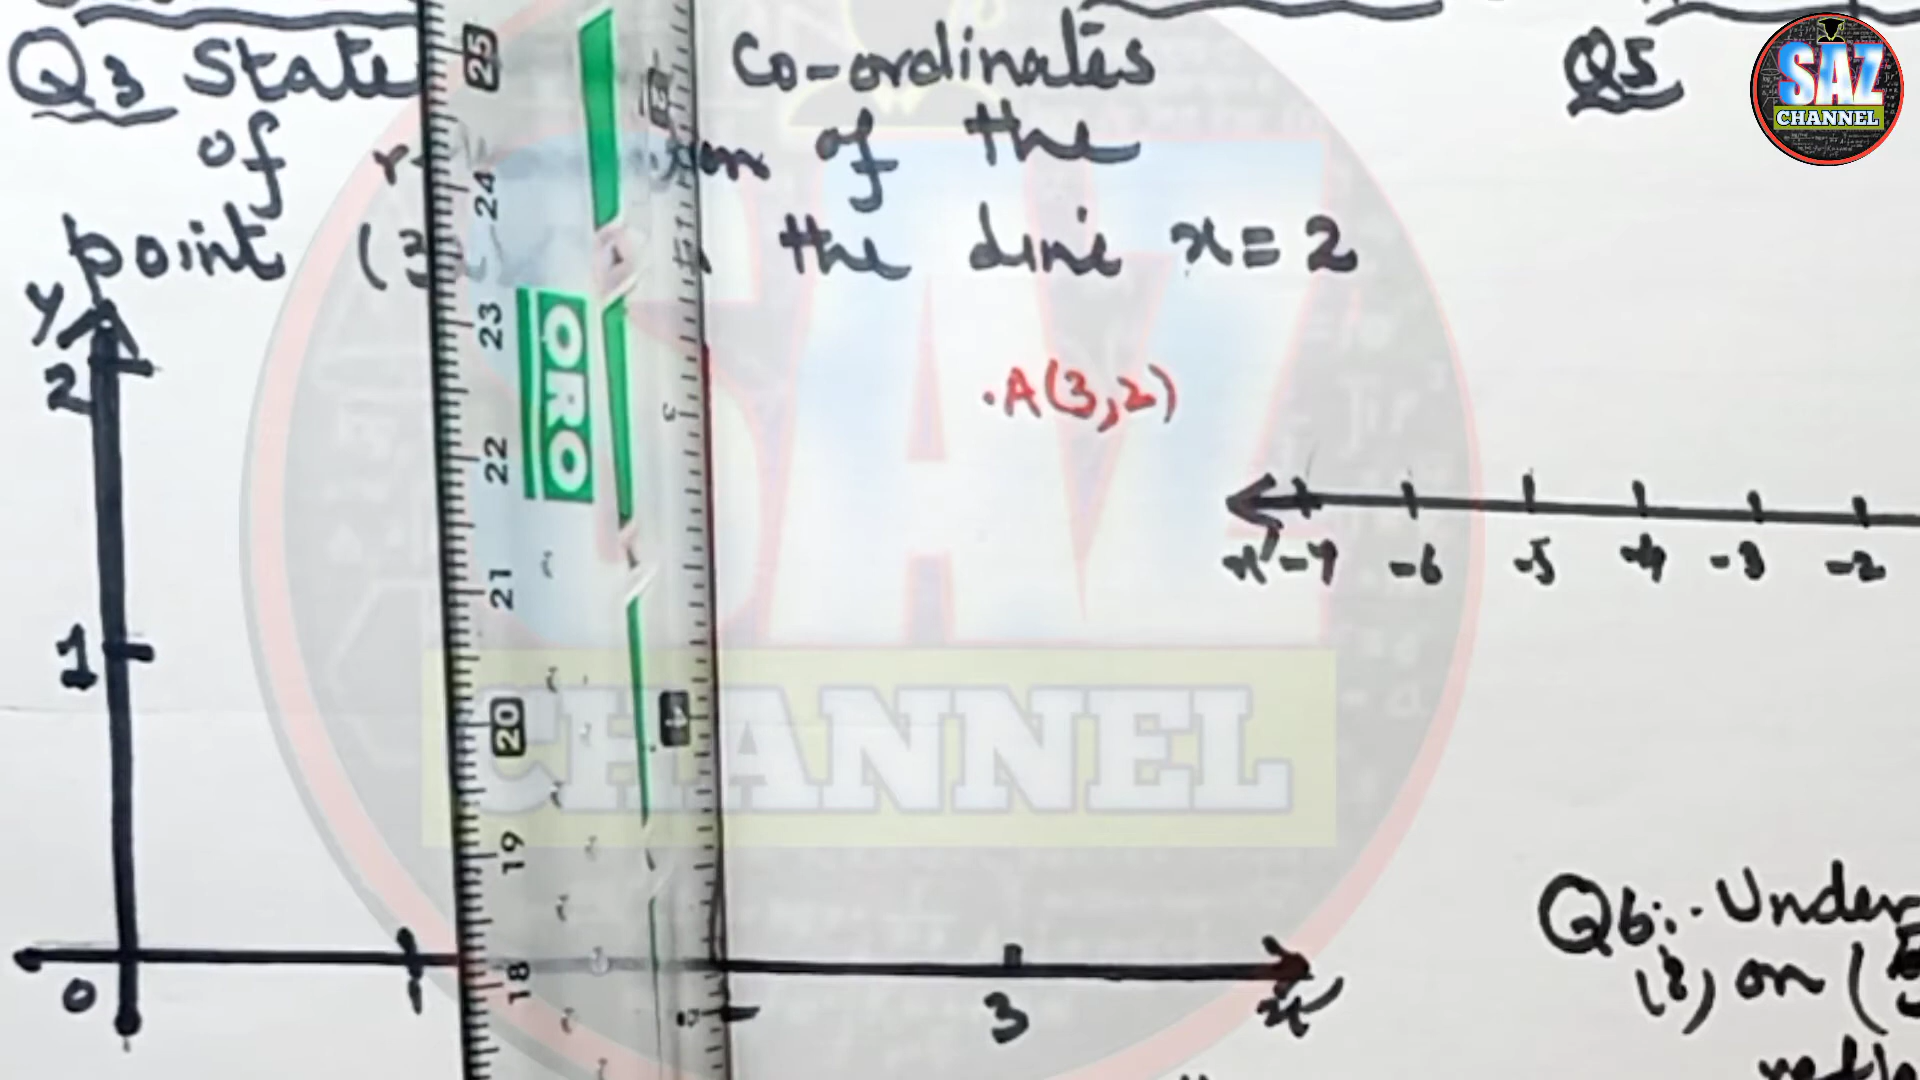 Q3 State Co-ordinates
of of the
point (3 the line x=2
Y
2
1
0
1
3
x
.A(3,2)
Q5
SAZ
CHANNEL
x' -7 -6 -5 -4 -3 -2
Q6:. Under
(i) on (
25
24
23
22
21
20
19
18
ORO
3
4
SAZ
CHANNEL